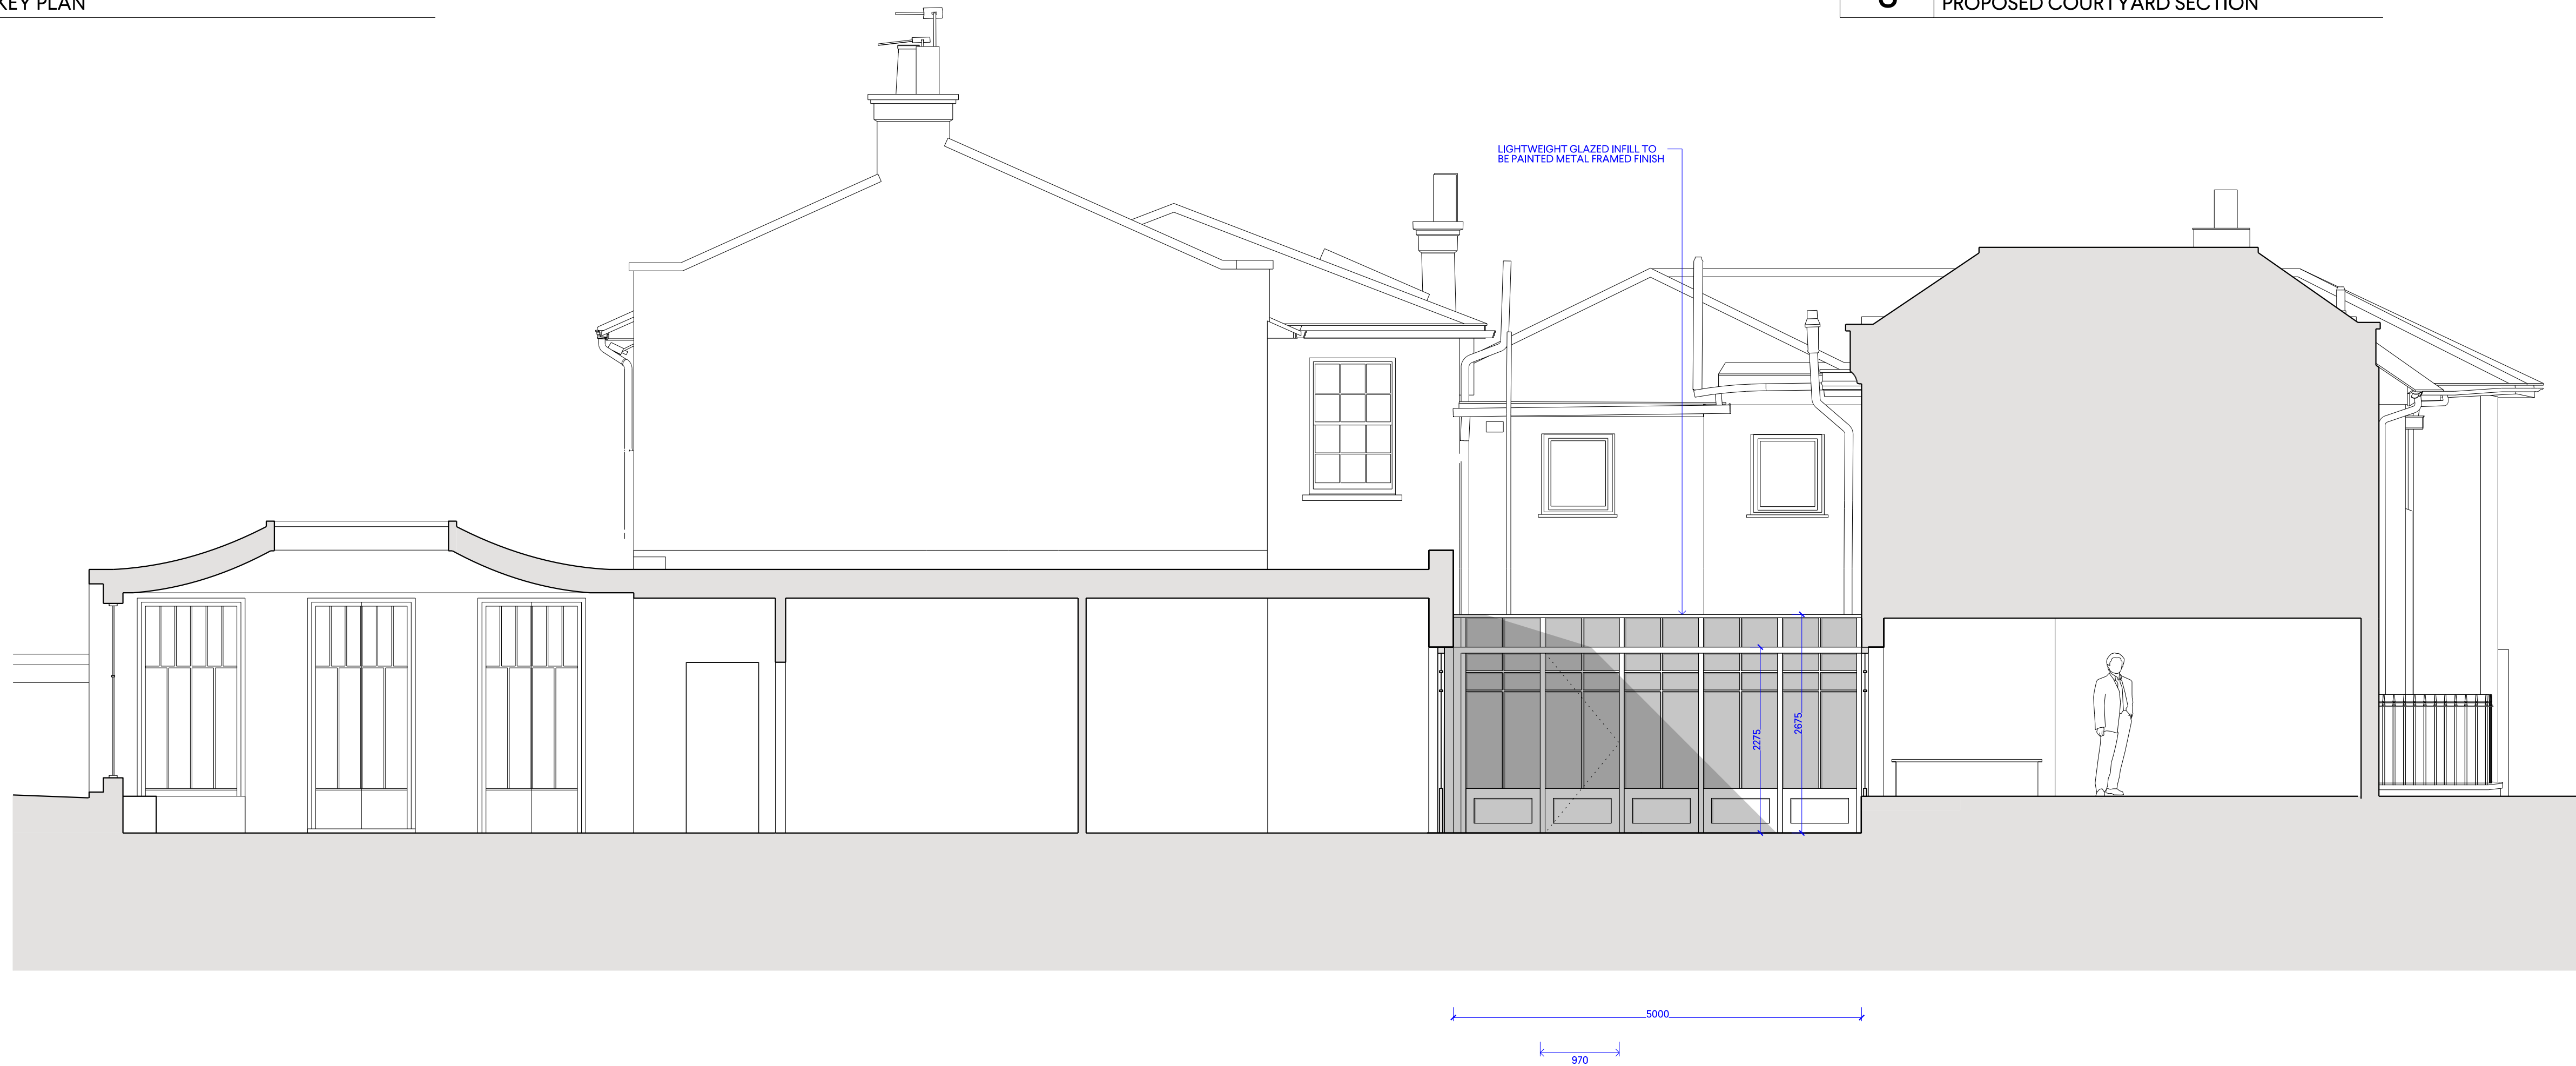 KEY PLAN
PROPOSED COURTYARD SECTION
LIGHTWEIGHT GLAZED INFILL TO
BE PAINTED METAL FRAMED FINISH
2275
2675
5000
970